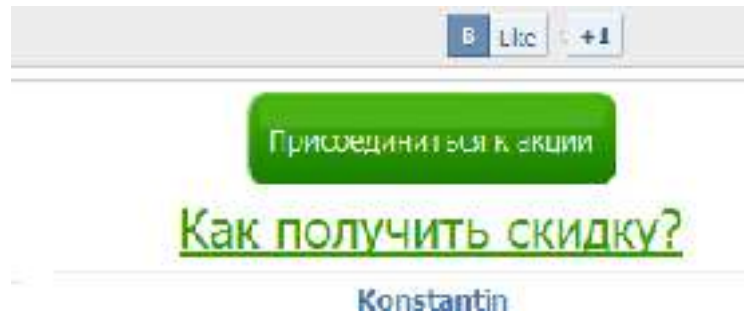 B Like +1
Присоединиться к акции
Как получить скидку?
Konstantin